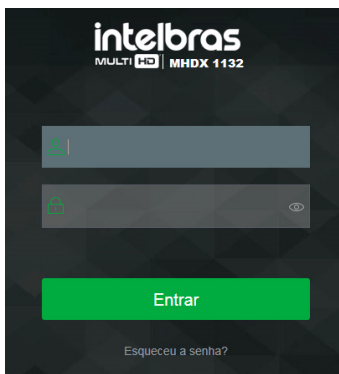 intelbras
MULTI HD MHDX 1132
Entrar
Esqueceu a senha?